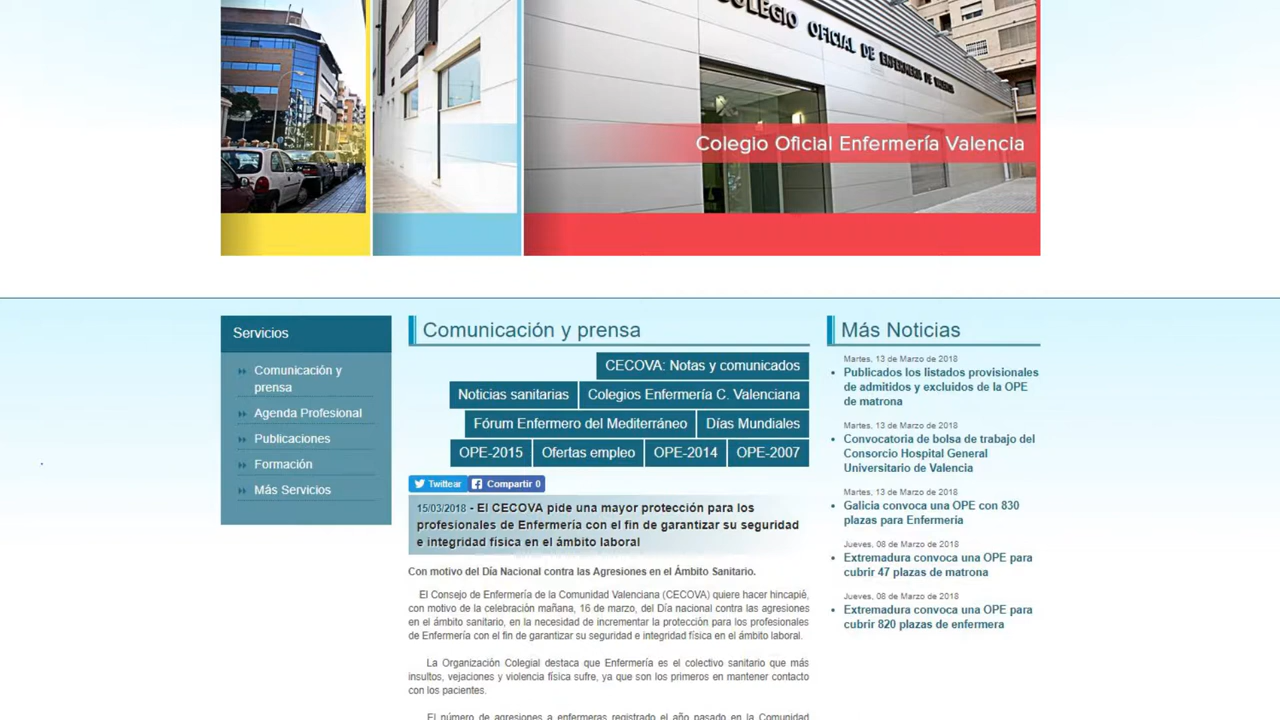 COLEGIO OFICIAL DE ENFERMERÍA DE VALENCIA
Colegio Oficial Enfermería Valencia
Servicios
Comunicación y
prensa
Agenda Profesional
Publicaciones
Formación
Más Servicios
Comunicación y prensa
CECOVA: Notas y comunicados
Noticias sanitarias
Colegios Enfermería C. Valenciana
Fórum Enfermero del Mediterráneo
Días Mundiales
OPE-2015
Ofertas empleo
OPE-2014
OPE-2007
Twittear
Compartir 0
15/03/2018 - El CECOVA pide una mayor protección para los
profesionales de Enfermería con el fin de garantizar su seguridad
e integridad física en el ámbito laboral
Con motivo del Día Nacional contra las Agresiones en el Ámbito Sanitario.
El Consejo de Enfermería de la Comunidad Valenciana (CECOVA) quiere hacer hincapié,
con motivo de la celebración mañana, 16 de marzo, del Día nacional contra las agresiones
en el ámbito sanitario, en la necesidad de incrementar la protección para los profesionales
de Enfermería con el fin de garantizar su seguridad e integridad física en el ámbito laboral.
La Organización Colegial destaca que Enfermería es el colectivo sanitario que más
insultos, vejaciones y violencia física sufre, ya que son los primeros en mantener contacto
con los pacientes.
El número de agresiones a enfermeras registrado el año pasado en la Comunidad
Más Noticias
Martes, 13 de Marzo de 2018
Publicados los listados provisionales
de admitidos y excluidos de la OPE
de matrona
Martes, 13 de Marzo de 2018
Convocatoria de bolsa de trabajo del
Consorcio Hospital General
Universitario de Valencia
Martes, 13 de Marzo de 2018
Galicia convoca una OPE con 830
plazas para Enfermería
Jueves, 08 de Marzo de 2018
Extremadura convoca una OPE para
cubrir 47 plazas de matrona
Jueves, 08 de Marzo de 2018
Extremadura convoca una OPE para
cubrir 820 plazas de enfermera